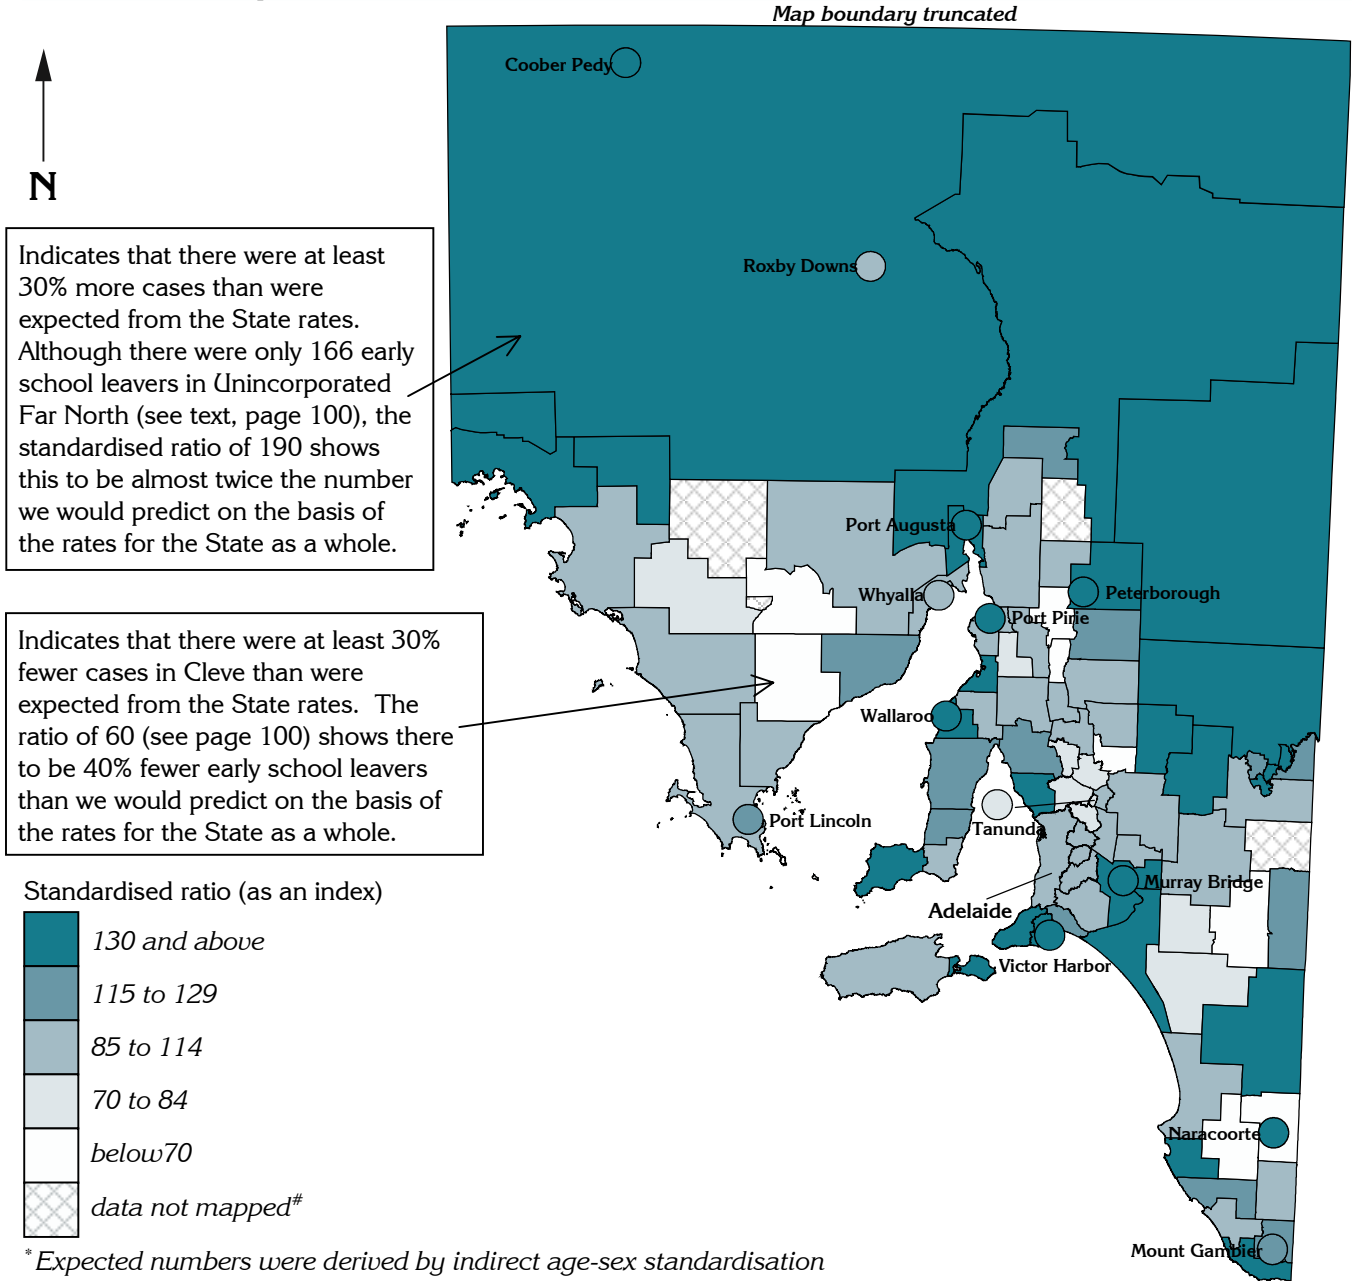 Map boundary truncated
Coober Pedy
N
Roxby Downs
Indicates that there were at least
30% more cases than were
expected from the State rates.
Although there were only 166 early
school leavers in Unincorporated
Far North (see text, page 100), the
standardised ratio of 190 shows
this to be almost twice the number
we would predict on the basis of
the rates for the State as a whole.
Port Augusta
Whyalla
Peterborough
Port Pirie
Indicates that there were at least 30%
fewer cases in Cleve than were
expected from the State rates. The
ratio of 60 (see page 100) shows there
to be 40% fewer early school leavers
than we would predict on the basis of
the rates for the State as a whole.
Wallaroo
Port Lincoln
Tanunda
Murray Bridge
Adelaide
Victor Harbor
Naracoorte
Mount Gambier
Standardised ratio (as an index)
130 and above
115 to 129
85 to 114
70 to 84
below70
data not mapped#
*Expected numbers were derived by indirect age-sex standardisation